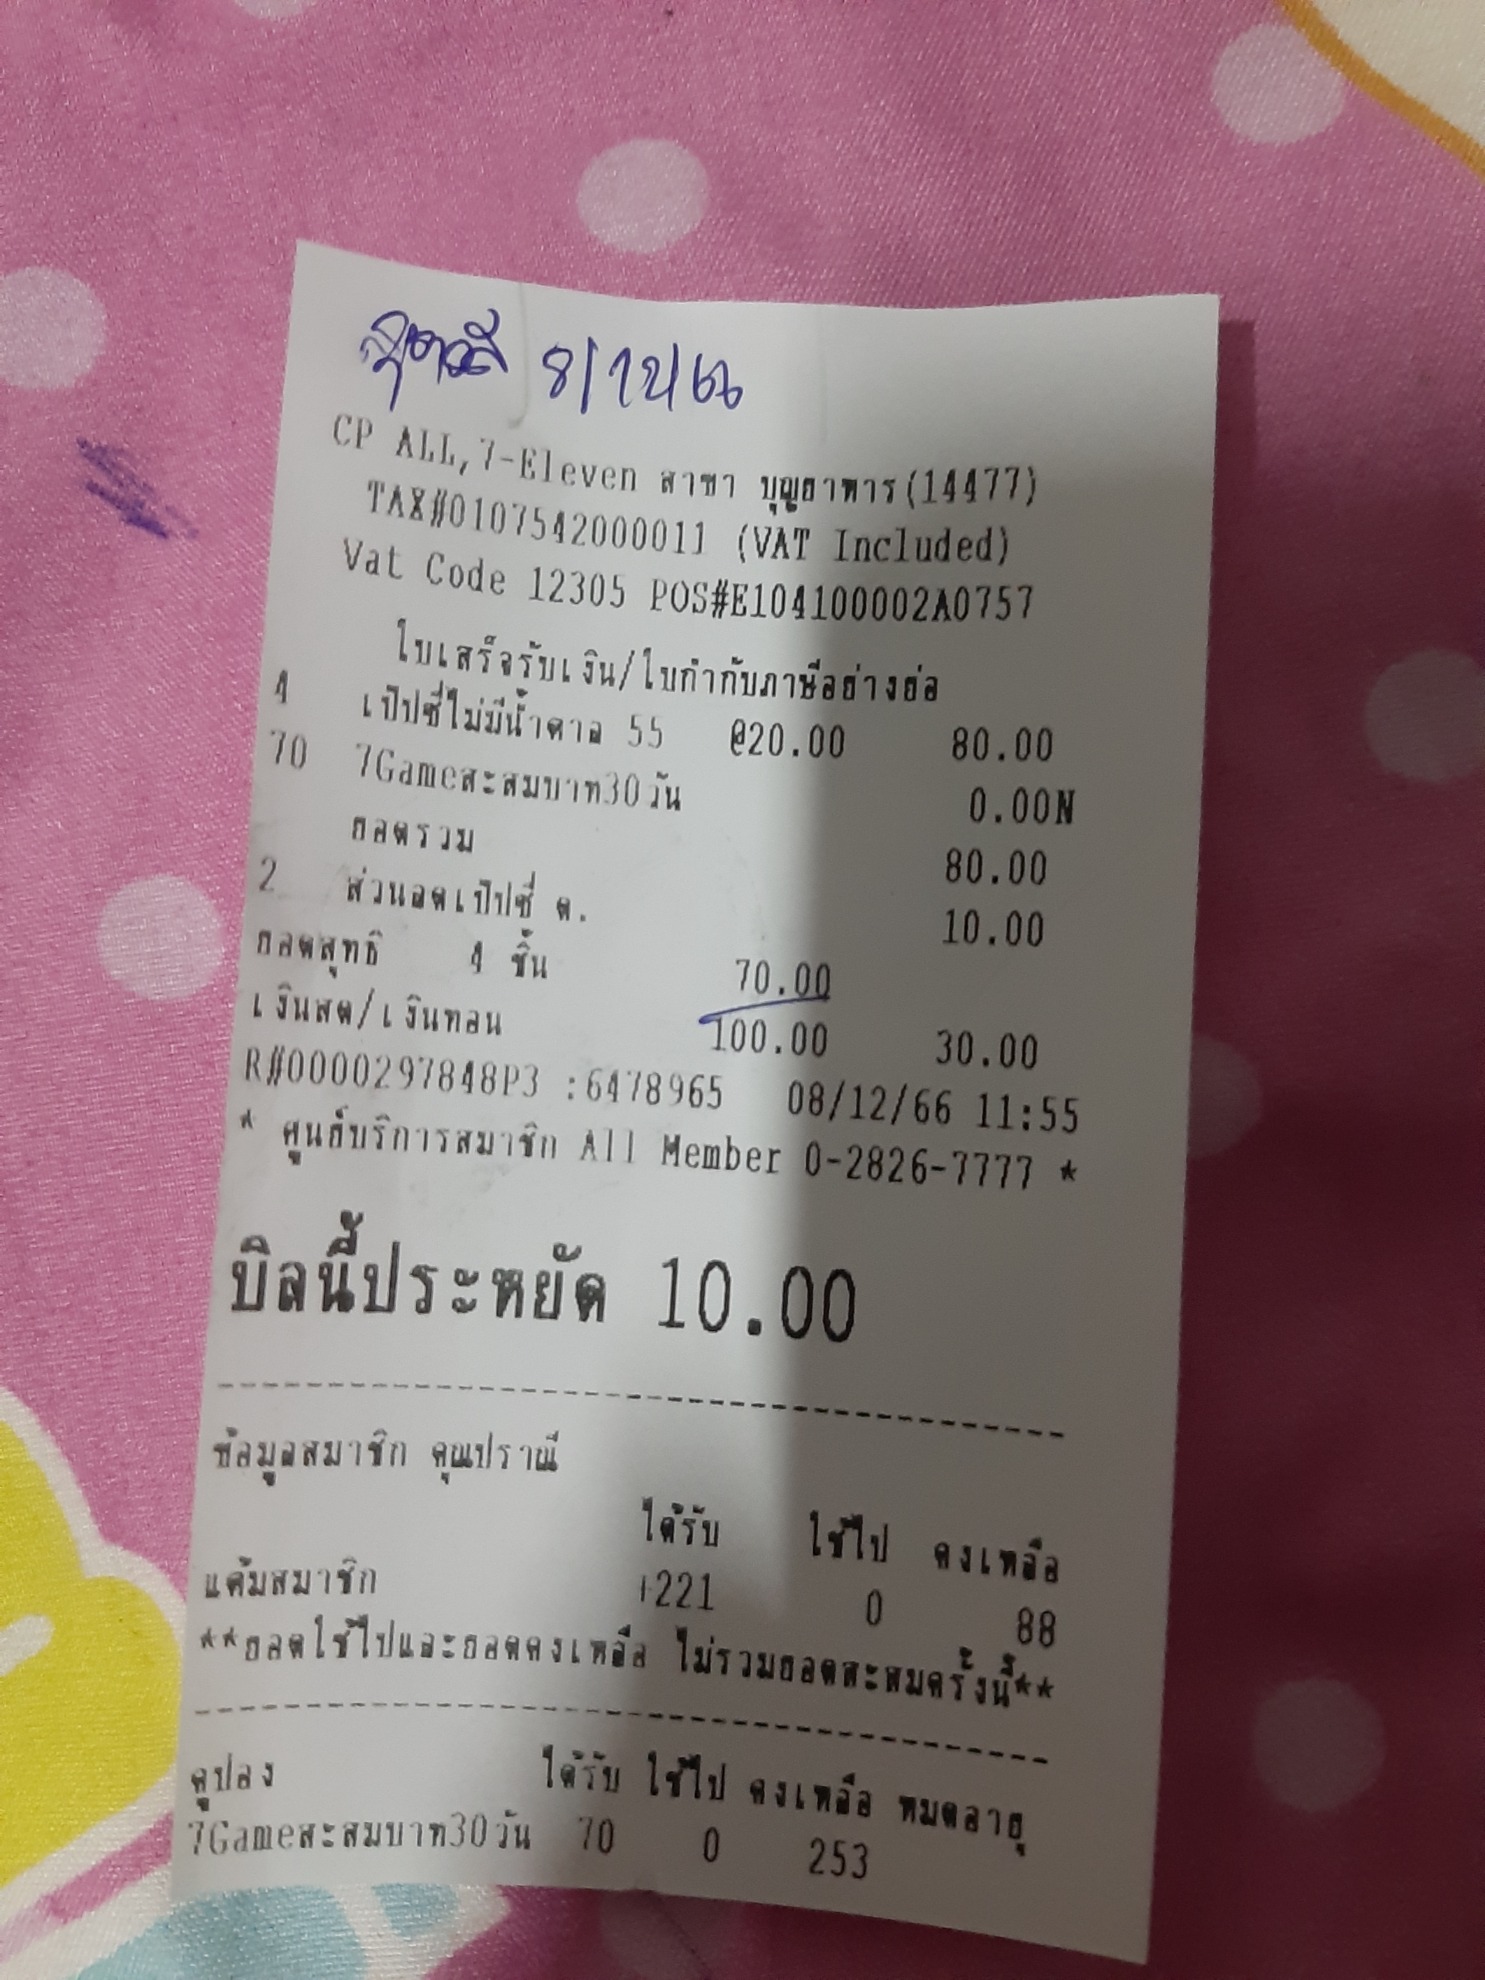 8/12/66
CP ALL,7-Eleven สาขา บุญยาหาร(14477)
TAX#0107542000011 (VAT Included)
Vat Code 12305 POS#E104100002A0757
ใบเสร็จรับเงิน/ใบกำกับภาษีอย่างย่อ
4 เป๊ปซี่ไม่มีน้ำตาล 55 @20.00 80.00
70 7Gameสะสมบาท30วัน 0.00N
ยอดรวม 80.00
2 ส่วนลดเป๊ปซี่ ต. 10.00
ยอดสุทธิ 4 ชิ้น 70.00
เงินสด/เงินทอน 100.00 30.00
R#0000297848P3 :6478965 08/12/66 11:55
* ศูนย์บริการสมาชิก All Member 0-2826-7777 *
บิลนี้ประหยัด 10.00
ข้อมูลสมาชิก คุณปราณี
ได้รับ ใช้ไป คงเหลือ
แต้มสมาชิก +221 0 88
**ยอดใช้ไปและยอดคงเหลือ ไม่รวมยอดสะสมครั้งนี้**
คูปอง ได้รับ ใช้ไป คงเหลือ หมดอายุ
7Gameสะสมบาท30วัน 70 0 253